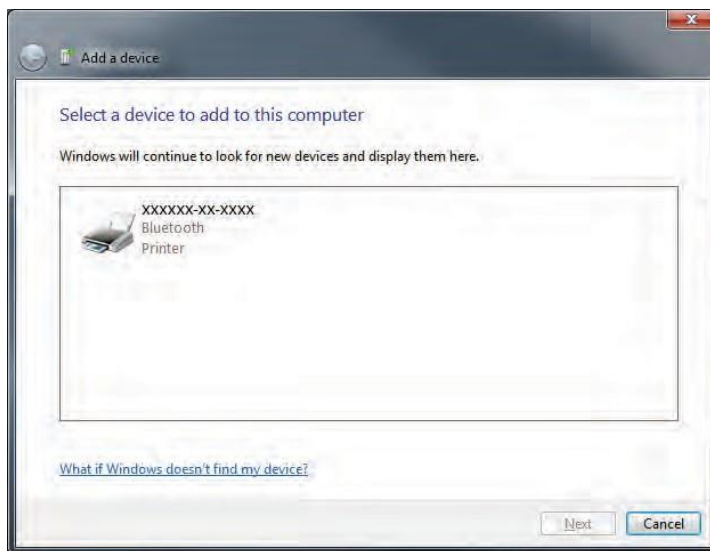 X
Add a device
Select a device to add to this computer
Windows will continue to look for new devices and display them here.
XXXXXX-XX-XXXX
Bluetooth
Printer
What if Windows doesn't find my device?
Next
Cancel